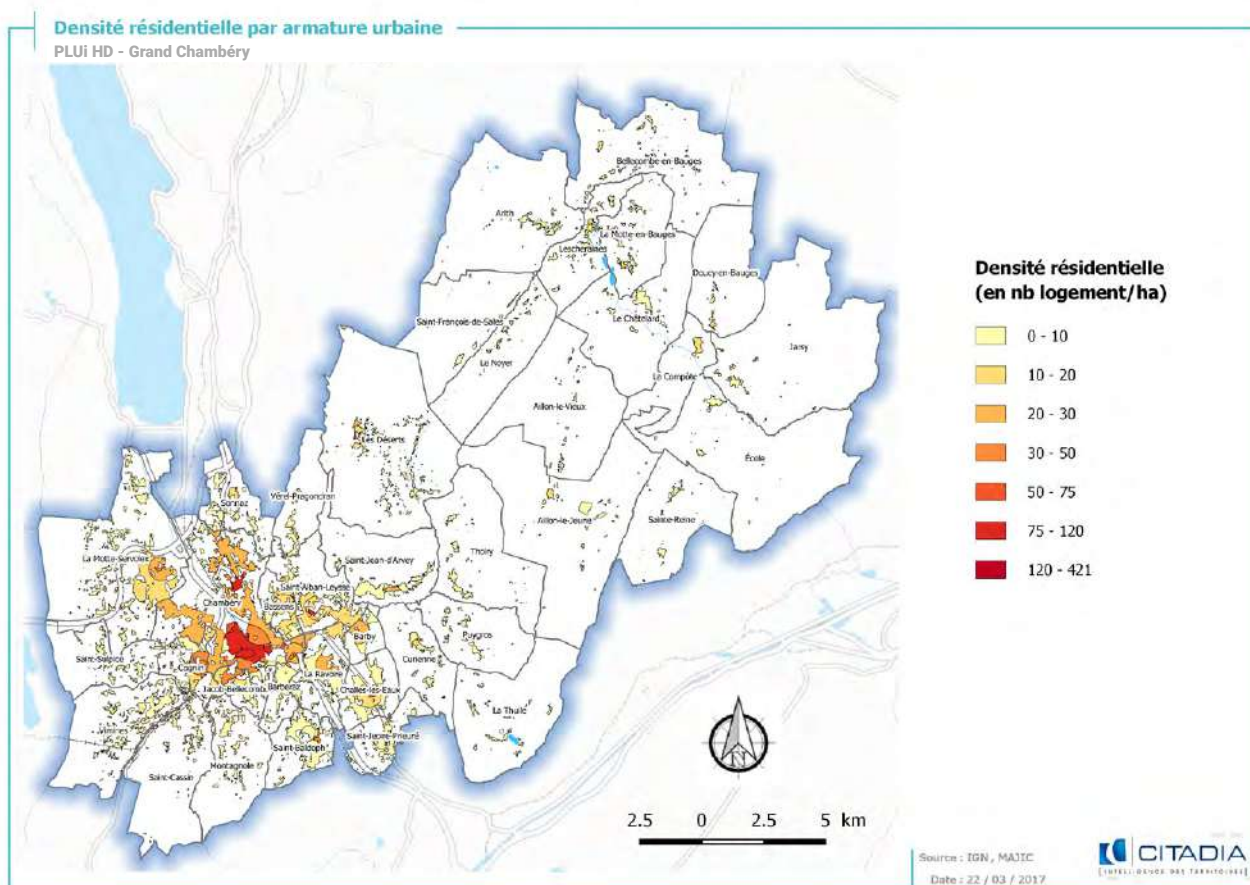 Densité résidentielle par armature urbaine
PLUi HD - Grand Chambéry
Bellecombe-en-Bauges
Arith
La Motte-en-Bauges
Lescheraines
Doucy-en-Bauges
Le Châtelard
Saint-François-de-Sales
Jarsy
Le Noyer
La Compôte
Aillon-le-Vieux
Les Déserts
École
Vérel-Pragondran
Sonnaz
Aillon-le-Jeune
Sainte-Reine
La Motte-Servolex
Saint-Jean-d'Arvey
Thoiry
Saint-Alban-Leysse
Chambéry
Bassens
Barby
Puygros
Saint-Sulpice
Curienne
Cognin
La Ravoire
Jacob-Bellecomb
Barberaz
Challes-les-Eaux
La Thuile
Vimines
Saint-Jeoire-Prieuré
Saint-Baldoph
Montagnole
Saint-Cassin
N
2.5 0 2.5 5 km
Densité résidentielle
(en nb logement/ha)
0 - 10
10 - 20
20 - 30
30 - 50
50 - 75
75 - 120
120 - 421
Source : IGN, MAJIC
Date : 22 / 03 / 2017
CITADIA
[INTELLIGENCE DES TERRITOIRES]